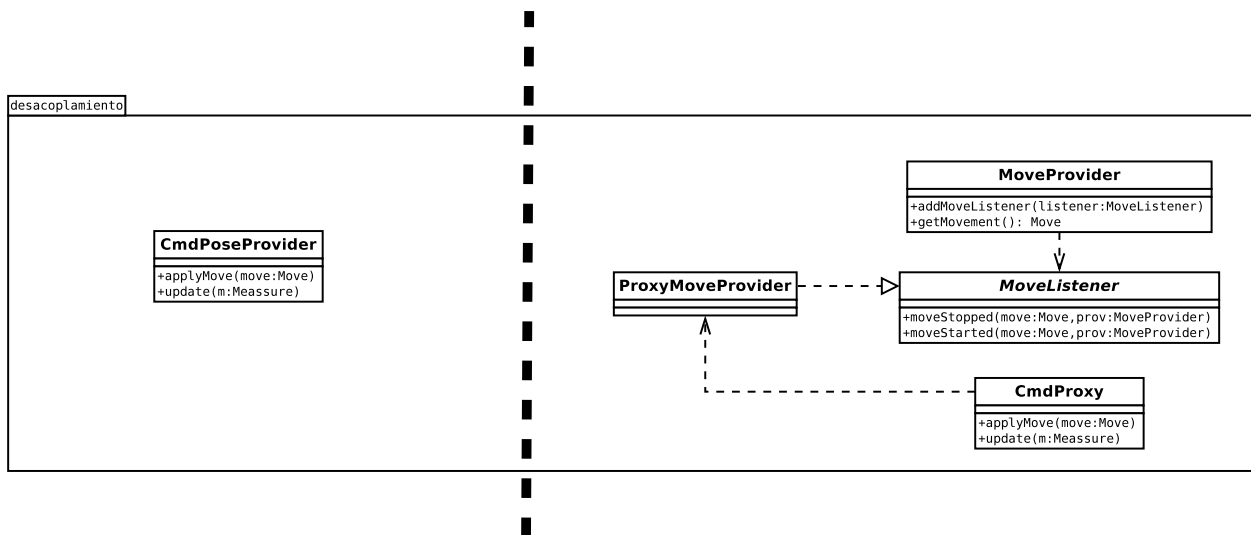 desacoplamiento
CmdPoseProvider
+applyMove(move:Move)
+update(m:Meassure)
MoveProvider
+addMoveListener(listener:MoveListener)
+getMovement(): Move
ProxyMoveProvider
MoveListener
+moveStopped(move:Move,prov:MoveProvider)
+moveStarted(move:Move,prov:MoveProvider)
CmdProxy
+applyMove(move:Move)
+update(m:Meassure)